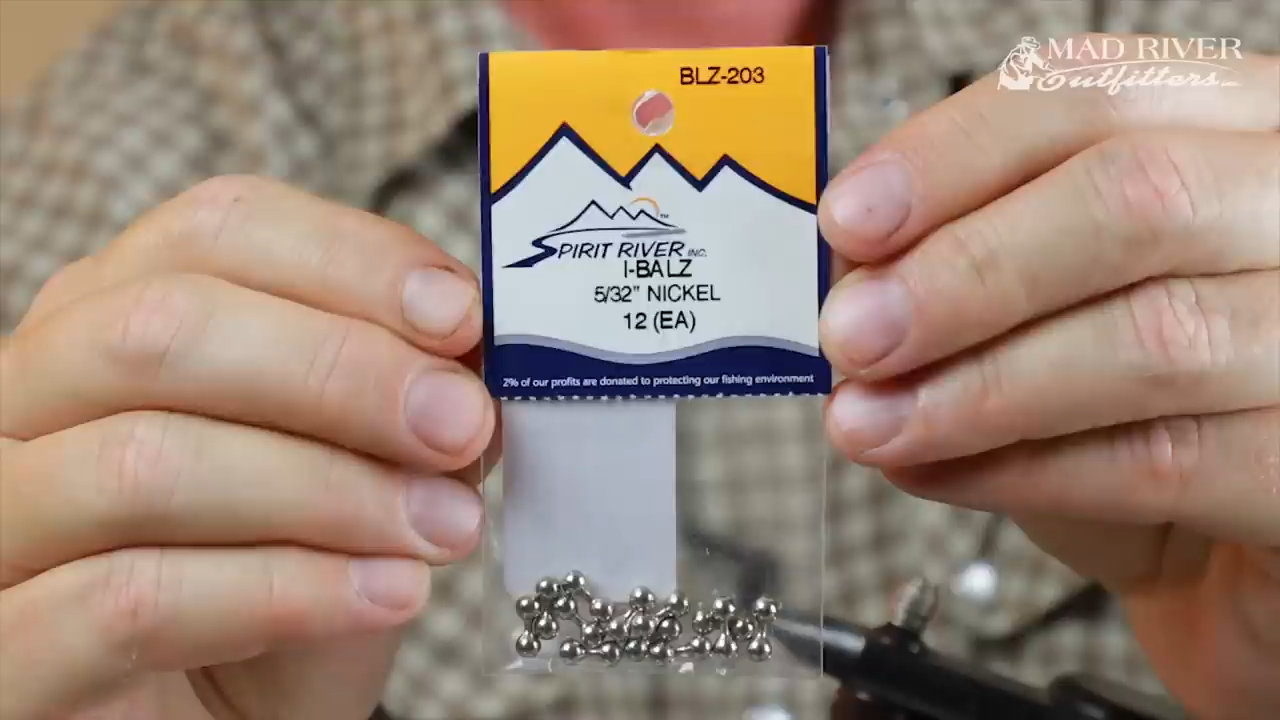 MAD RIVER
Outfitters
BLZ-203
SPIRIT RIVER INC.
I-BALZ
5/32" NICKEL
12 (EA)
2% of our profits are donated to protecting our fishing environment